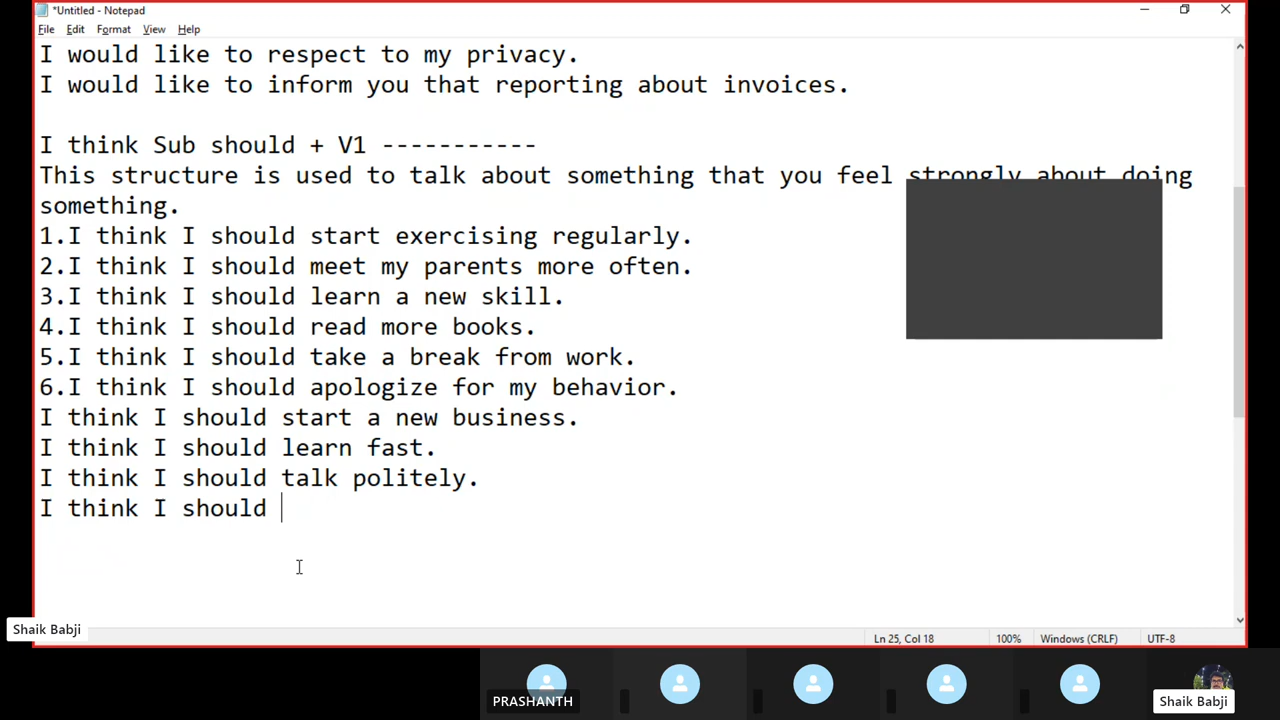 *Untitled - Notepad
File Edit Format View Help
I would like to respect to my privacy.
I would like to inform you that reporting about invoices.
I think Sub should + V1 -----------
This structure is used to talk about something that you feel strongly about doing
something.
1.I think I should start exercising regularly.
2.I think I should meet my parents more often.
3.I think I should learn a new skill.
4.I think I should read more books.
5.I think I should take a break from work.
6.I think I should apologize for my behavior.
I think I should start a new business.
I think I should learn fast.
I think I should talk politely.
I think I should
Shaik Babji
Ln 25, Col 18 100% Windows (CRLF) UTF-8
PRASHANTH
Shaik Babji